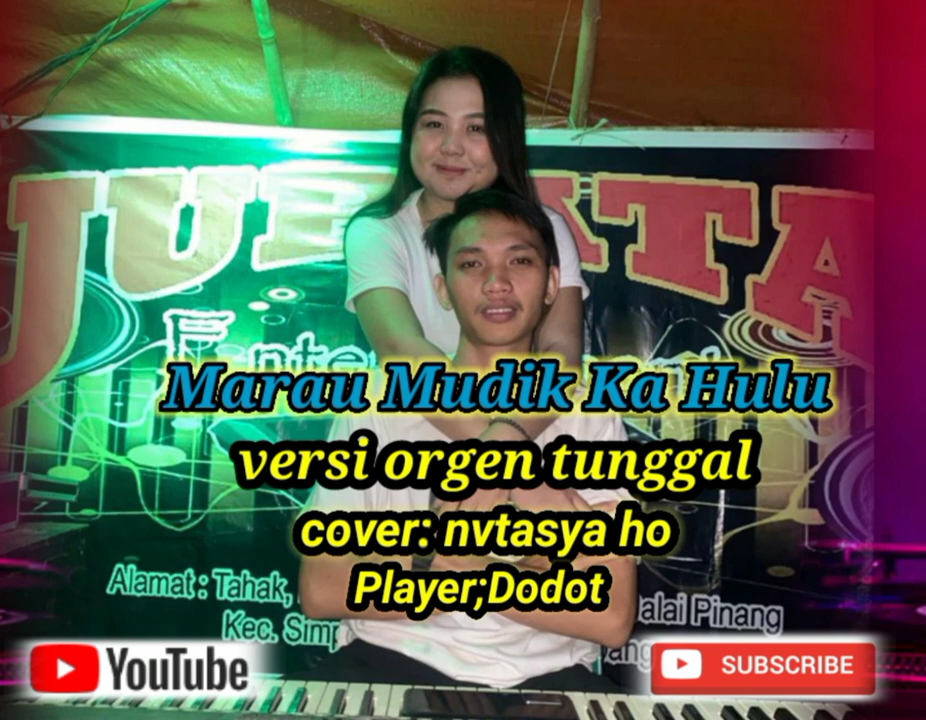 Marau Mudik Ka Hulu
versi orgen tunggal
cover: nvtasya ho
Player;Dodot
Alamat : Tahak,
alai Pinang
Kec.
YouTube
SUBSCRIBE